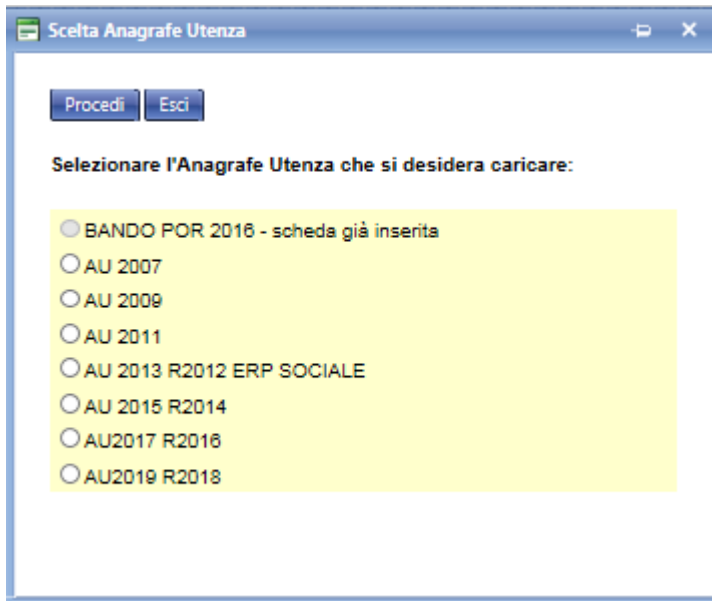 Scelta Anagrafe Utenza
Procedi Esci
Selezionare l'Anagrafe Utenza che si desidera caricare:
BANDO POR 2016 - scheda già inserita
AU 2007
AU 2009
AU 2011
AU 2013 R2012 ERP SOCIALE
AU 2015 R2014
AU2017 R2016
AU2019 R2018